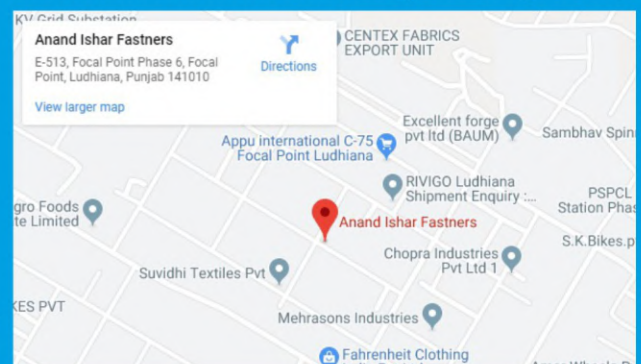 KV Grid Substation
Anand Ishar Fastners
E-513, Focal Point Phase 6, Focal
Point, Ludhiana, Punjab 141010
Directions
View larger map
CENTEX FABRICS
EXPORT UNIT
Excellent forge
pvt ltd (BAUM)
Sambhav Spin
Appu international C-75
Focal Point Ludhiana
RIVIGO Ludhiana
Shipment Enquiry :...
PSPCL
Station Phas
gro Foods
te Limited
Anand Ishar Fastners
S.K.Bikes.p
Chopra Industries
Pvt Ltd 1
Suvidhi Textiles Pvt
KES PVT
Mehrasons Industries
Fahrenheit Clothing